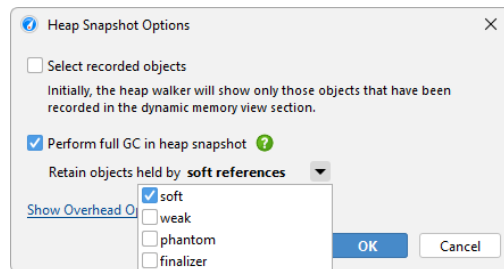 Heap Snapshot Options
Select recorded objects
Initially, the heap walker will show only those objects that have been
recorded in the dynamic memory view section.
Perform full GC in heap snapshot
Retain objects held by soft references
soft
Show Overhead
weak
phantom
OK
Cancel
finalizer